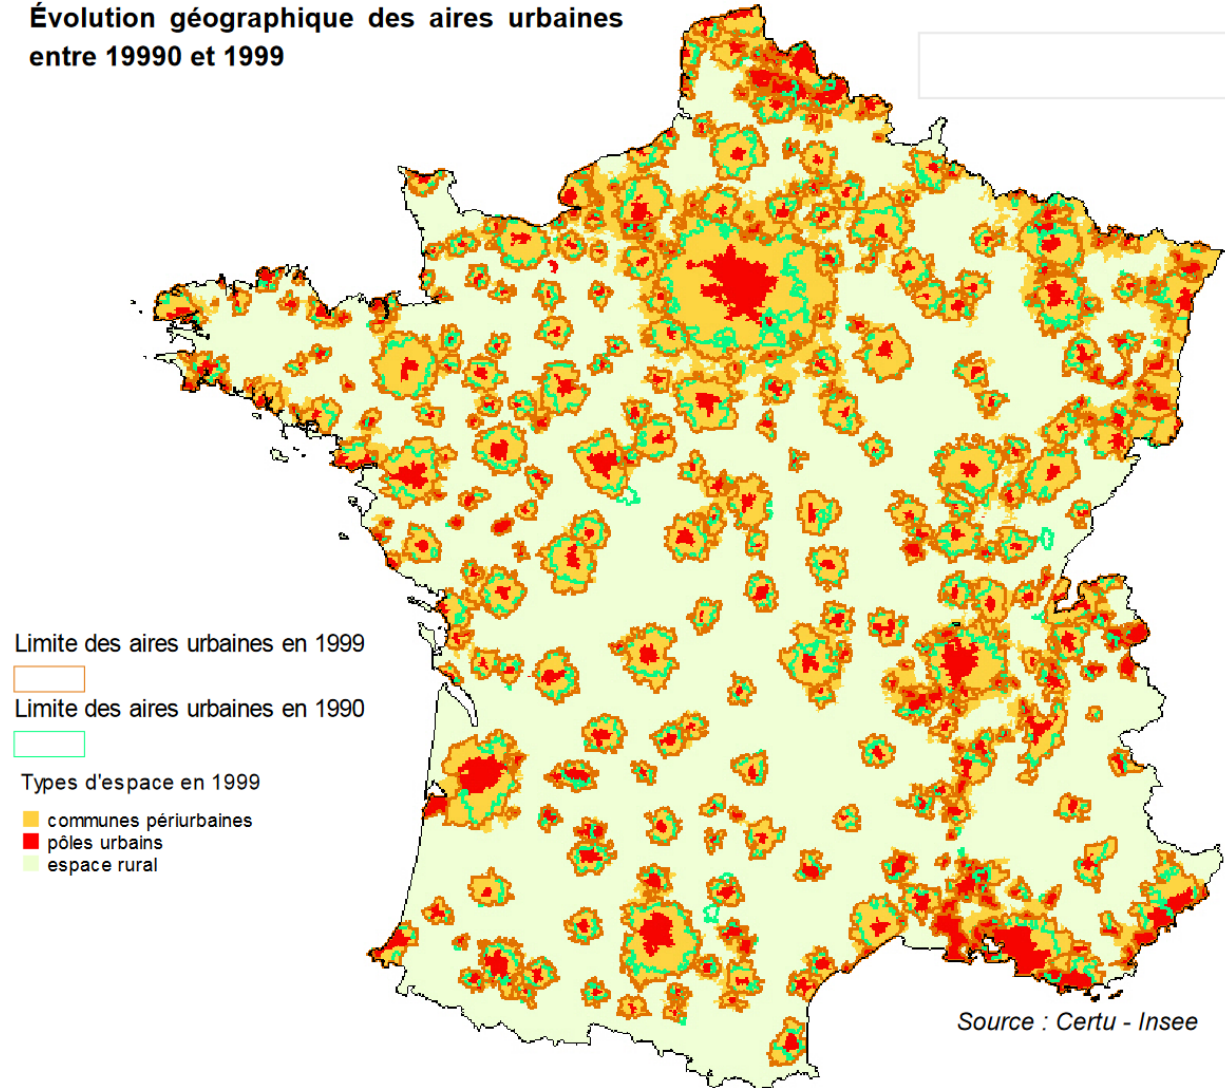 Évolution géographique des aires urbaines
entre 19990 et 1999
Limite des aires urbaines en 1999
Limite des aires urbaines en 1990
Types d'espace en 1999
communes périurbaines
pôles urbains
espace rural
Source : Certu - Insee